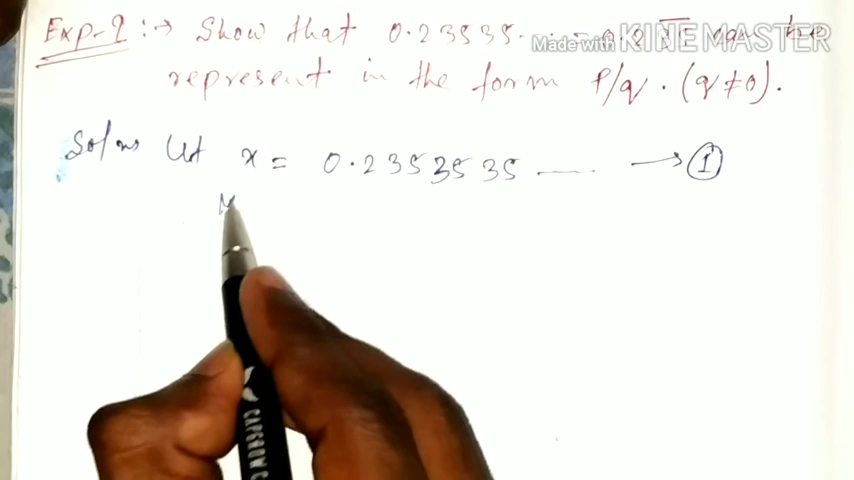 Exp-9 :→ Show that 0.23535.
Made with KINEMASTER
represent in the form P/q . (q≠0).
Solns Let x = 0.2353535 ...... → ①
CAPGROW